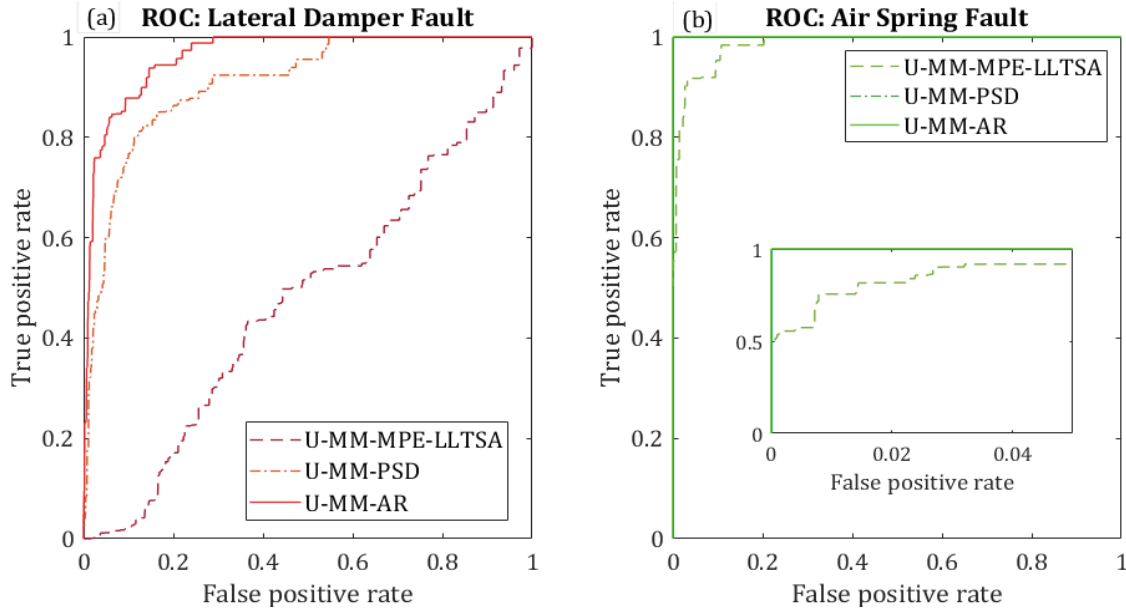 (a)
ROC: Lateral Damper Fault
1
0.8
0.6
0.4
0.2
0
True positive rate
0 0.2 0.4 0.6 0.8 1
False positive rate
U-MM-MPE-LLTSA
U-MM-PSD
U-MM-AR
(b)
ROC: Air Spring Fault
1
0.8
0.6
0.4
0.2
0
True positive rate
0 0.2 0.4 0.6 0.8 1
False positive rate
U-MM-MPE-LLTSA
U-MM-PSD
U-MM-AR
1
0.5
0
0 0.02 0.04
False positive rate